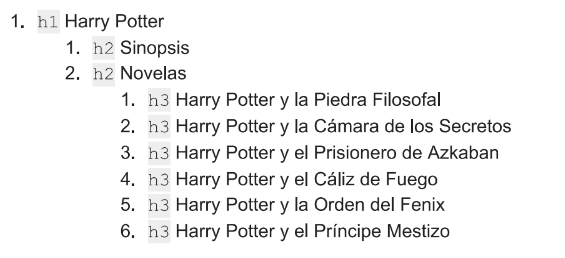 1. h1 Harry Potter
1. h2 Sinopsis
2. h2 Novelas
1. h3 Harry Potter y la Piedra Filosofal
2. h3 Harry Potter y la Cámara de los Secretos
3. h3 Harry Potter y el Prisionero de Azkaban
4. h3 Harry Potter y el Cáliz de Fuego
5. h3 Harry Potter y la Orden del Fenix
6. h3 Harry Potter y el Príncipe Mestizo